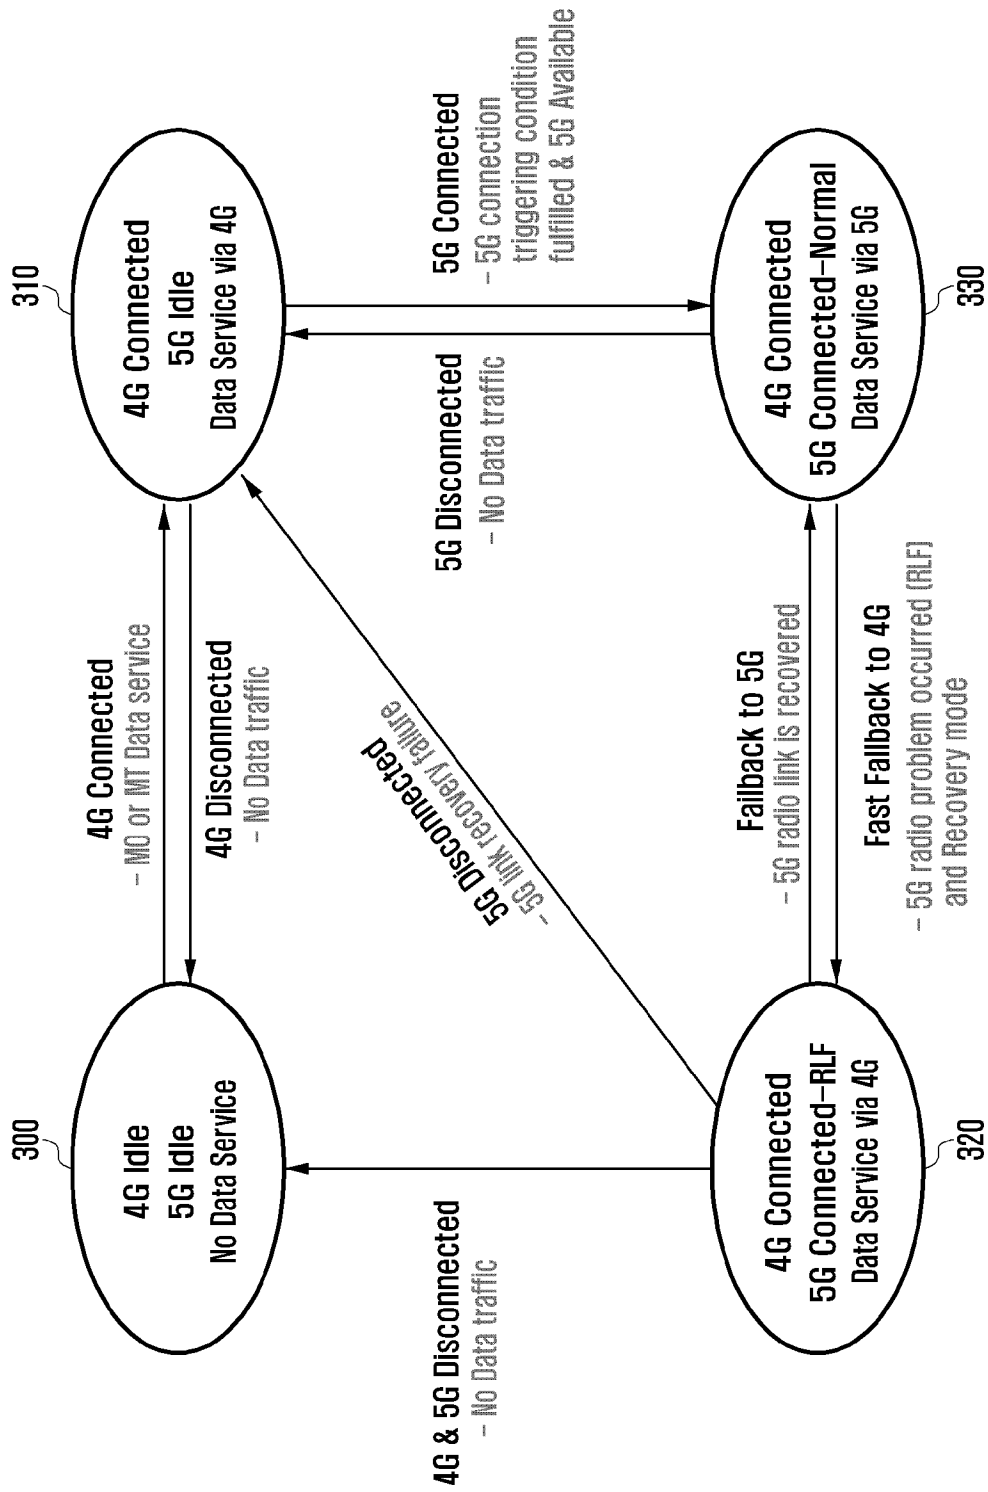 300
4G Idle
5G Idle
No Data Service
4G Connected
- MO or MT Data service
4G Disconnected
- No Data traffic
310
4G Connected
5G Idle
Data Service via 4G
4G & 5G Disconnected
- No Data traffic
5G Disconnected
- 5G link recovery failure
5G Disconnected
- No Data traffic
5G Connected
- 5G connection
triggering condition
fulfilled & 5G Available
4G Connected
5G Connected-RLF
Data Service via 4G
320
Failback to 5G
- 5G radio link is recovered
Fast Fallback to 4G
- 5G radio problem occurred (RLF)
and Recovery mode
4G Connected
5G Connected-Normal
Data Service via 5G
330